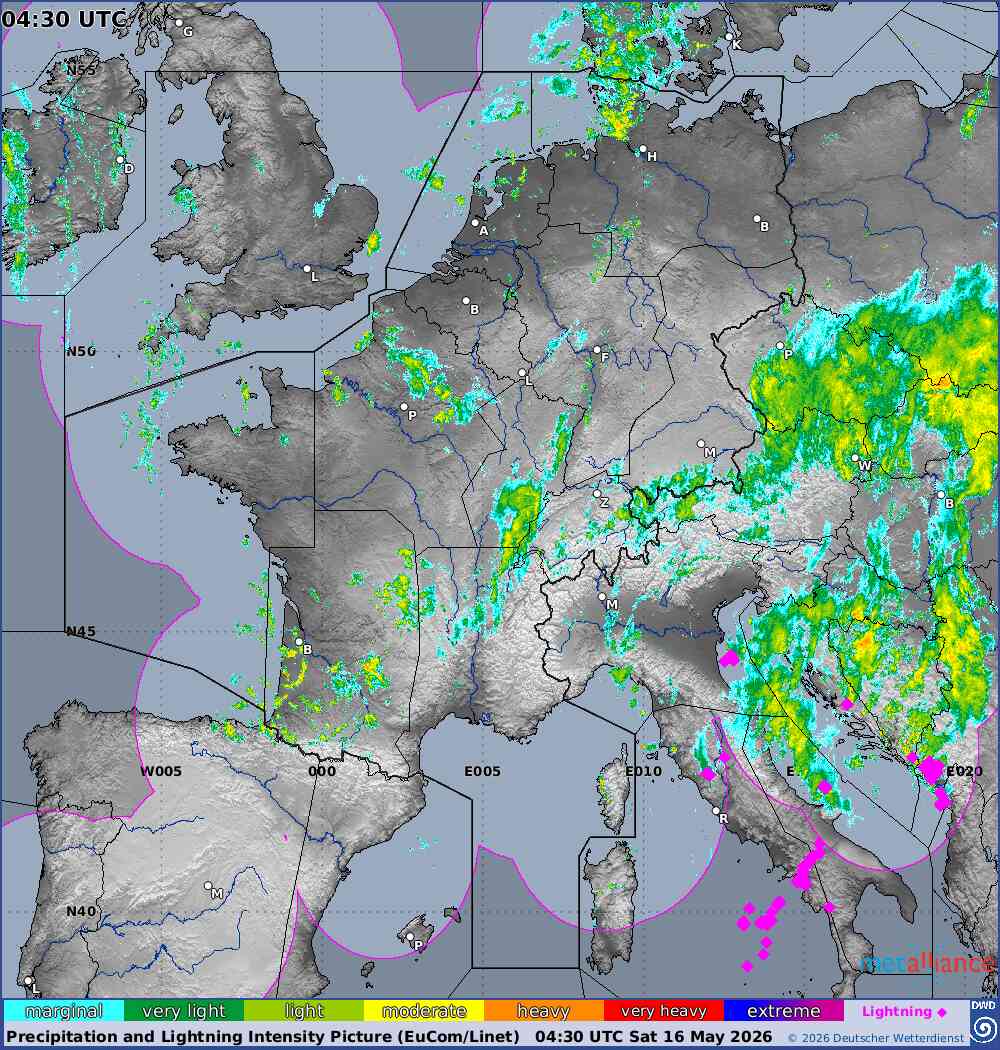 04:30 UTC
G
K
N55
D
H
A
B
L
B
N50
P
F
L
P
M
W
Z
B
M
N45
B
W005
000
E005
E010
E020
R
N40
M
P
L
metalliance
marginal
very light
light
moderate
heavy
very heavy
extreme
Lightning
DWD
Precipitation and Lightning Intensity Picture (EuCom/Linet) 04:30 UTC Sat 16 May 2026 © 2026 Deutscher Wetterdienst